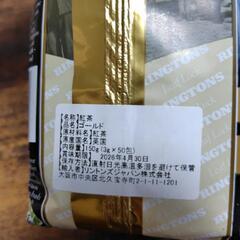 RINGTONS
RINGTONS
名称】紅茶
品名】ゴールド
原材料名】紅茶
原産国名】英国
内容量】150g(3g×50包)
賞味期限】 2026年4月30日
保存方法】直射日光高温多湿を避けて保管
輸入者名】リントンズジャパン株式会社
大阪市中央区北久宝寺町2-1-11-1201